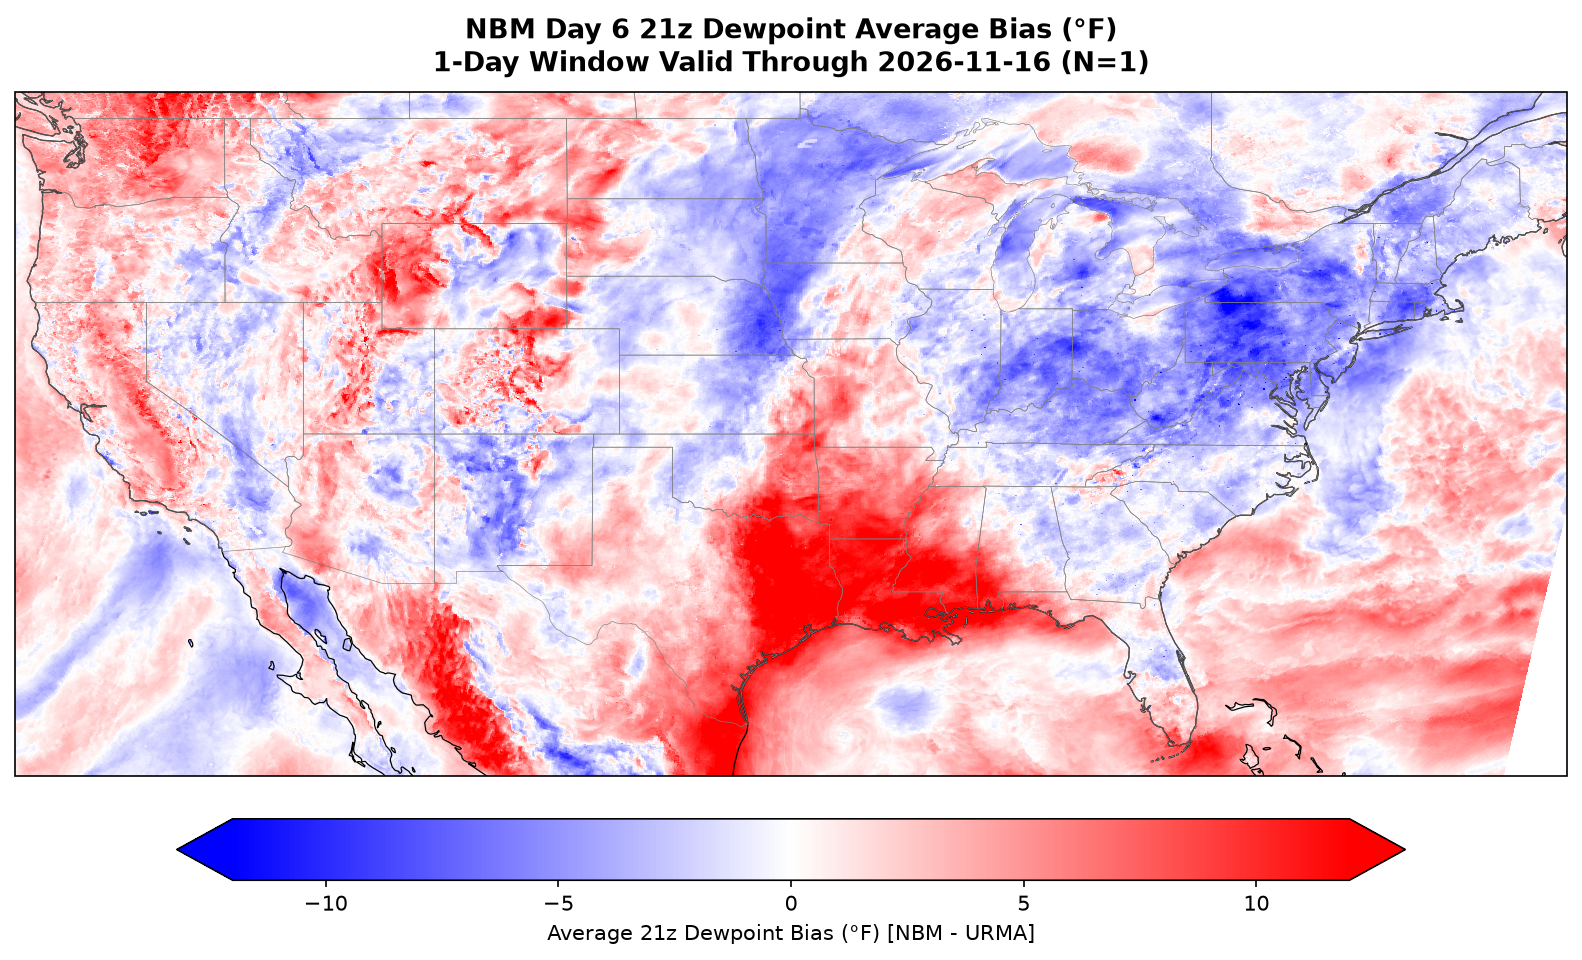 NBM Day 6 21z Dewpoint Average Bias (°F)
1-Day Window Valid Through 2026-11-16 (N=1)
−10 −5 0 5 10
Average 21z Dewpoint Bias (°F) [NBM - URMA]